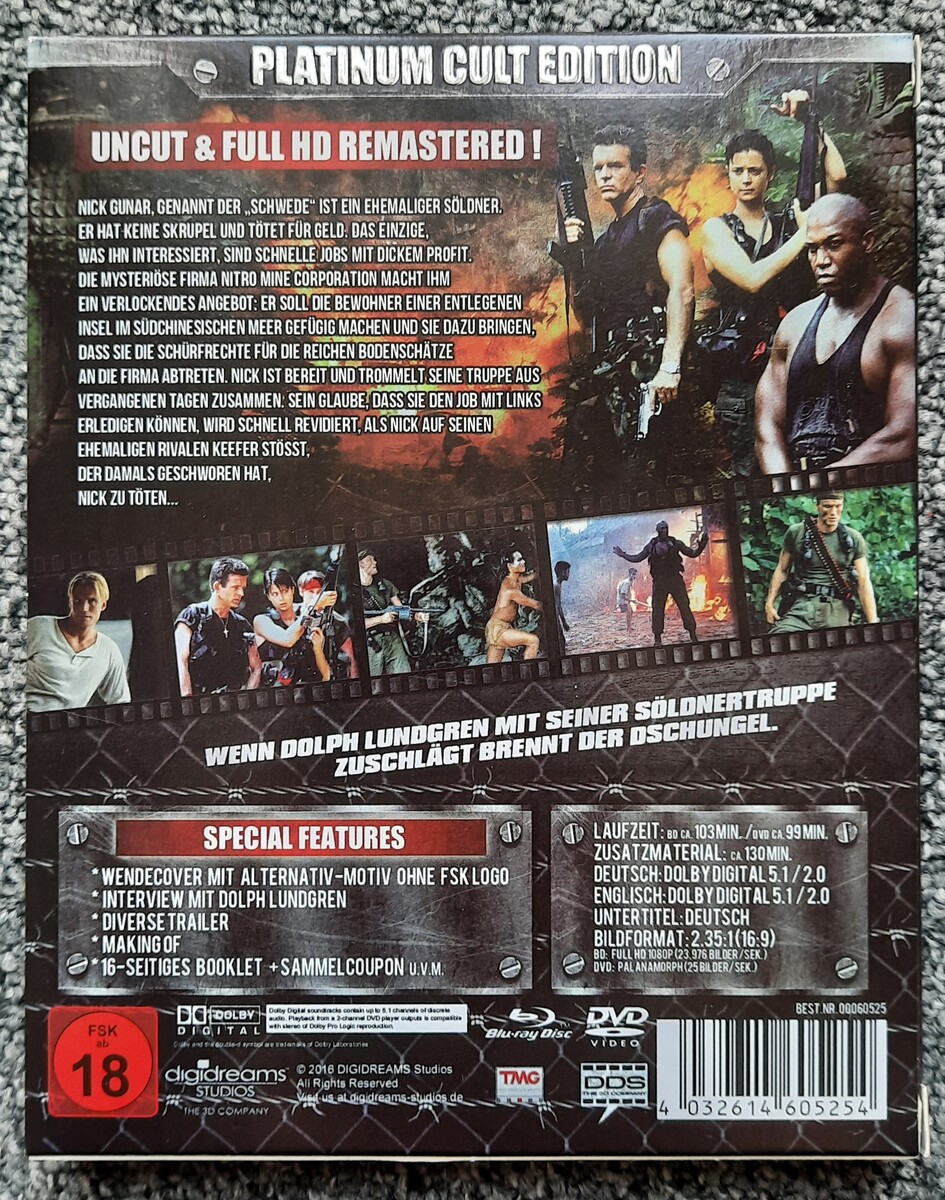 PLATINUM CULT EDITION
UNCUT & FULL HD REMASTERED !
NICK GUNAR, GENANNT DER „SCHWEDE“ IST EIN EHEMALIGER SÖLDNER.
ER HAT KEINE SKRUPEL UND TÖTET FÜR GELD. DAS EINZIGE,
WAS IHN INTERESSIERT, SIND SCHNELLE JOBS MIT DICKEM PROFIT.
DIE MYSTERIÖSE FIRMA NITRO MINE CORPORATION MACHT IHM
EIN VERLOCKENDES ANGEBOT: ER SOLL DIE BEWOHNER EINER ENTLEGENEN
INSEL IM SÜDCHINESISCHEN MEER GEFÜGIG MACHEN UND SIE DAZU BRINGEN,
DASS SIE DIE SCHÜRFRECHTE FÜR DIE REICHEN BODENSCHÄTZE
AN DIE FIRMA ABTRETEN. NICK IST BEREIT UND TROMMELT SEINE TRUPPE AUS
VERGANGENEN TAGEN ZUSAMMEN. SEIN GLAUBE, DASS SIE DEN JOB MIT LINKS
ERLEDIGEN KÖNNEN, WIRD SCHNELL REVIDIERT, ALS NICK AUF SEINEN
EHEMALIGEN RIVALEN KEEFER STÖSST,
DER DAMALS GESCHWOREN HAT,
NICK ZU TÖTEN...
WENN DOLPH LUNDGREN MIT SEINER SÖLDNERTRUPPE
ZUSCHLÄGT BRENNT DER DSCHUNGEL.
SPECIAL FEATURES
* WENDECOVER MIT ALTERNATIV-MOTIV OHNE FSK LOGO
* INTERVIEW MIT DOLPH LUNDGREN
* DIVERSE TRAILER
* MAKING OF
* 16-SEITIGES BOOKLET + SAMMELCOUPON U.V.M.
LAUFZEIT: BD CA. 103 MIN. / DVD CA. 99 MIN.
ZUSATZMATERIAL: CA. 130 MIN.
DEUTSCH: DOLBY DIGITAL 5.1 / 2.0
ENGLISCH: DOLBY DIGITAL 5.1 / 2.0
UNTERTITEL: DEUTSCH
BILDFORMAT: 2.35:1 (16:9)
BD: FULL HD 1080P (23.976 BILDER/SEK.)
DVD: PAL ANAMORPH (25 BILDER/SEK.)
FSK
ab
18
DOLBY
DIGITAL
Dolby Digital soundtracks contain up to 5.1 channels of discrete
audio. Playback from a 2-channel DVD player outputs is compatible
with stereo of Dolby Pro Logic reproduction.
Dolby and the double-d symbol are trademarks of Dolby Laboratories
digidreams™
STUDIOS
THE 3D COMPANY
© 2016 DIGIDREAMS Studios
All Rights Reserved
Visit us at digidreams-studios.de
Blu-ray Disc™
DVD
VIDEO
TMG
DDS
THE 3D COMPANY
BEST.NR. 00060525
4 032614 605254